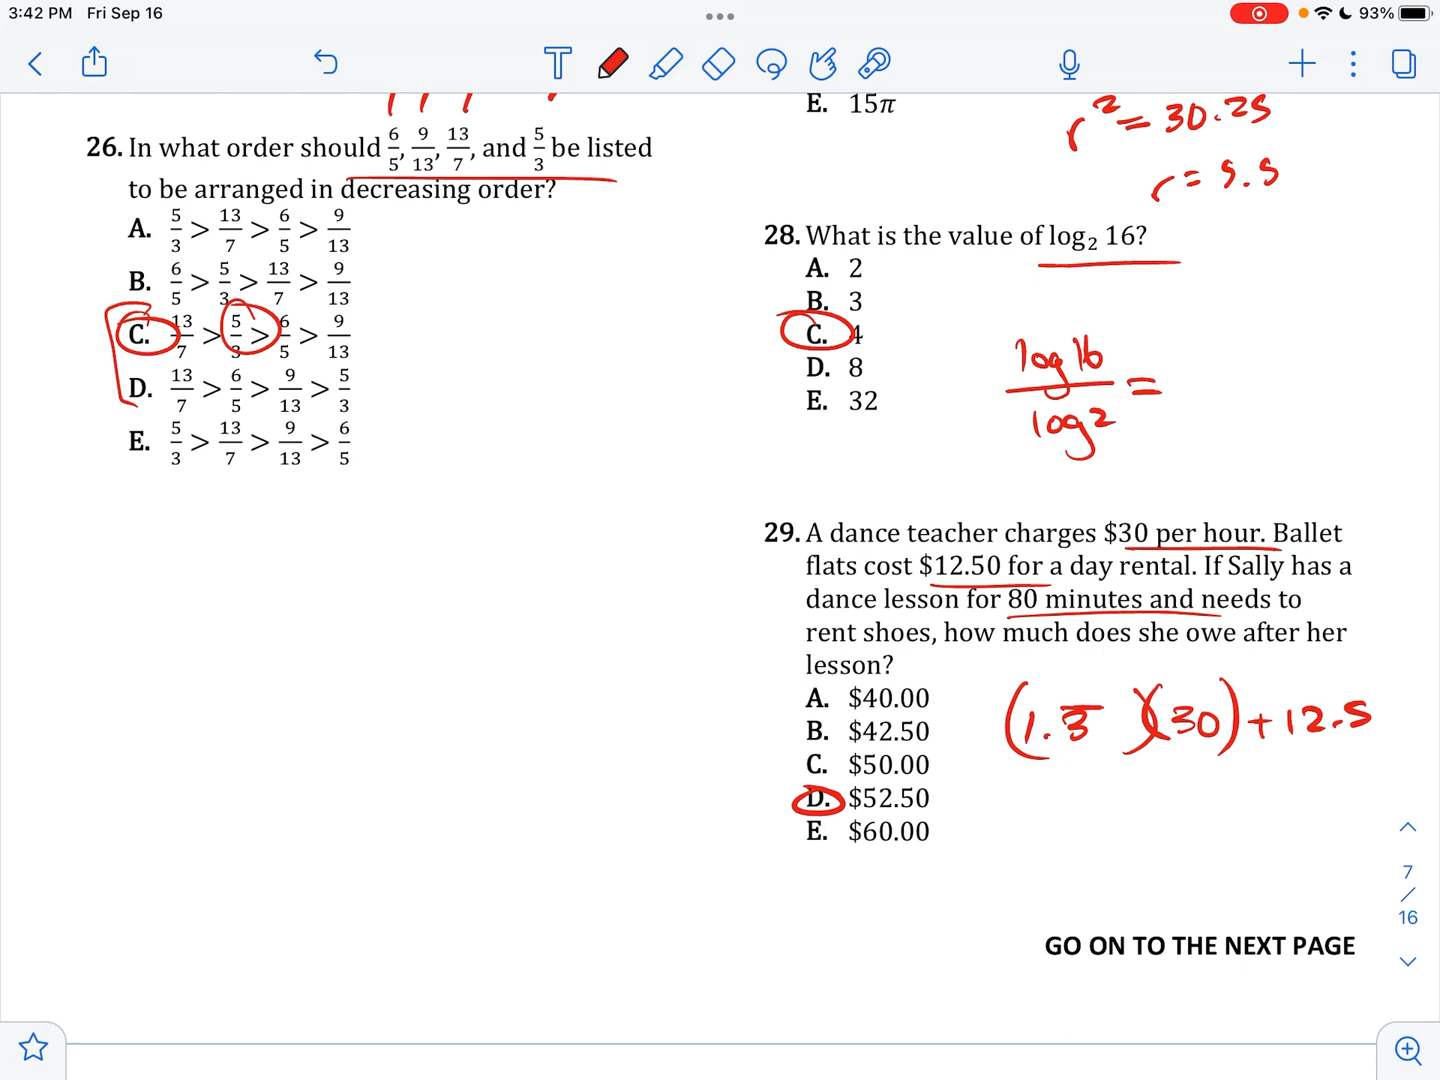 3:42 PM Fri Sep 16
93%
26. In what order should 6/5, 9/13, 13/7, and 5/3 be listed
to be arranged in decreasing order?
A. 5/3 > 13/7 > 6/5 > 9/13
B. 6/5 > 5/3 > 13/7 > 9/13
C. 13/7 > 5/3 > 6/5 > 9/13
D. 13/7 > 6/5 > 9/13 > 5/3
E. 5/3 > 13/7 > 9/13 > 6/5
E. 15π
r² = 30.25
r = 5.5
28. What is the value of log₂ 16?
A. 2
B. 3
C. 4
D. 8
E. 32
log 16
log 2 =
29. A dance teacher charges $30 per hour. Ballet
flats cost $12.50 for a day rental. If Sally has a
dance lesson for 80 minutes and needs to
rent shoes, how much does she owe after her
lesson?
A. $40.00
B. $42.50
C. $50.00
D. $52.50
E. $60.00
(1.3̅)(30) + 12.5
GO ON TO THE NEXT PAGE
7
/
16